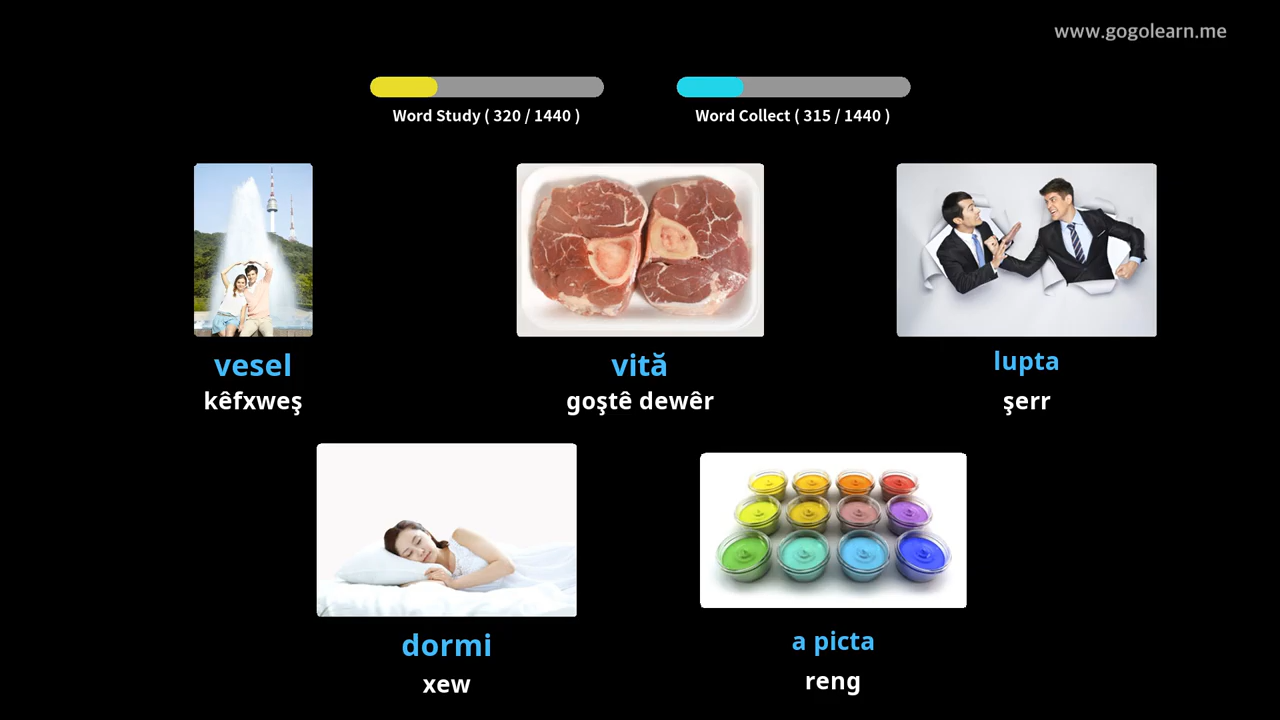 www.gogolearn.me
Word Study ( 320 / 1440 )
Word Collect ( 315 / 1440 )
vesel
kêfxweş
vită
goştê dewêr
lupta
şerr
dormi
xew
a picta
reng